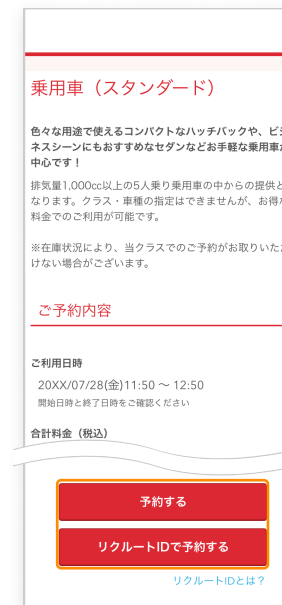 乗用車（スタンダード）
色々な用途で使えるコンパクトなハッチバックや、ビジ
ネスシーンにもおすすめなセダンなどお手軽な乗用車が
中心です！
排気量1,000cc以上の5人乗り乗用車の中からの提供と
なります。クラス・車種の指定はできませんが、お得な
料金でのご利用が可能です。
※在庫状況により、当クラスでのご予約がお取りいただ
けない場合がございます。
ご予約内容
ご利用日時
20XX/07/28(金)11:50 〜 12:50
開始日時と終了日時をご確認ください
合計料金（税込）
予約する
リクルートIDで予約する
リクルートIDとは？